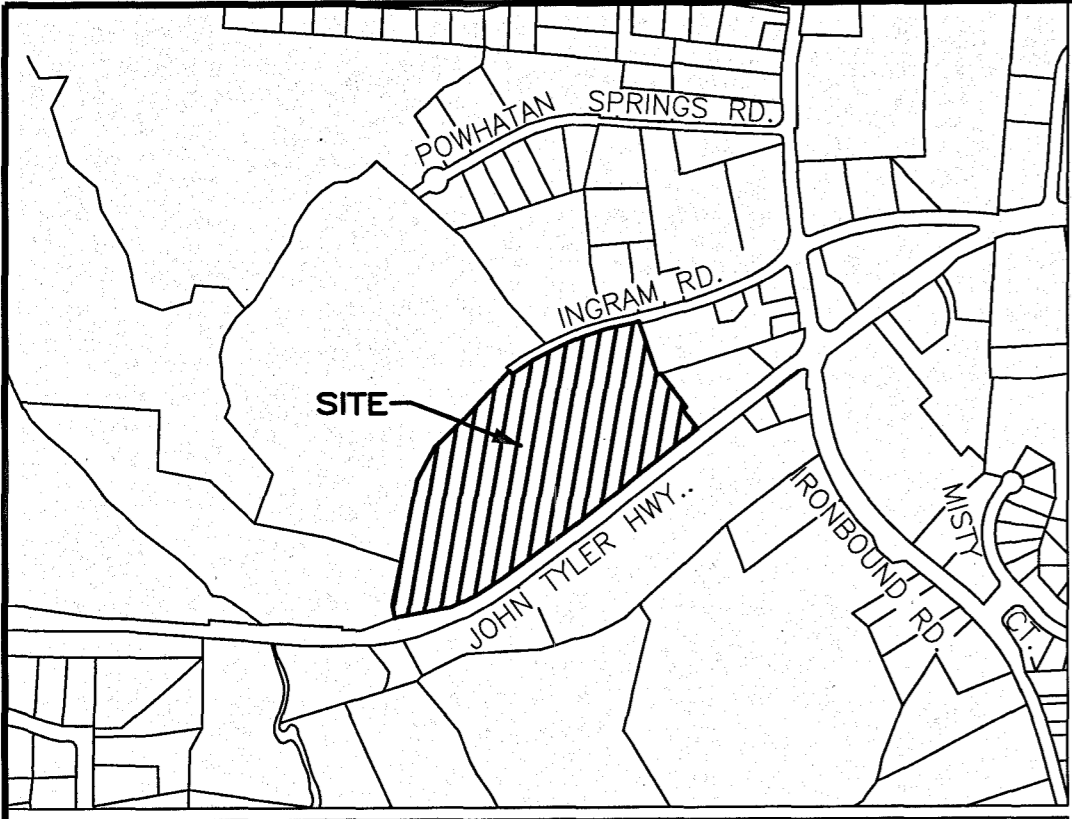 POWHATAN SPRINGS RD.
INGRAM RD.
SITE
JOHN TYLER HWY..
IRONBOUND RD.
MISTY CT.